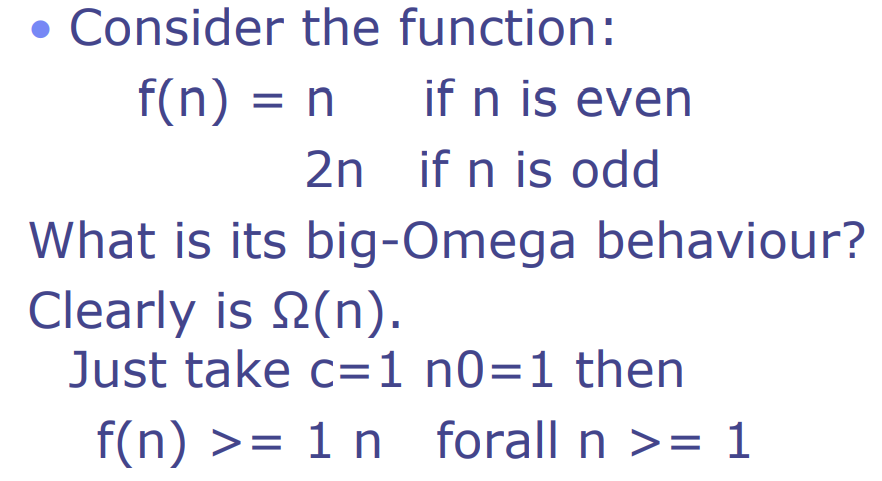 • Consider the function:
f(n) = n if n is even
2n if n is odd
What is its big-Omega behaviour?
Clearly is Ω(n).
Just take c=1 n0=1 then
f(n) >= 1 n forall n >= 1